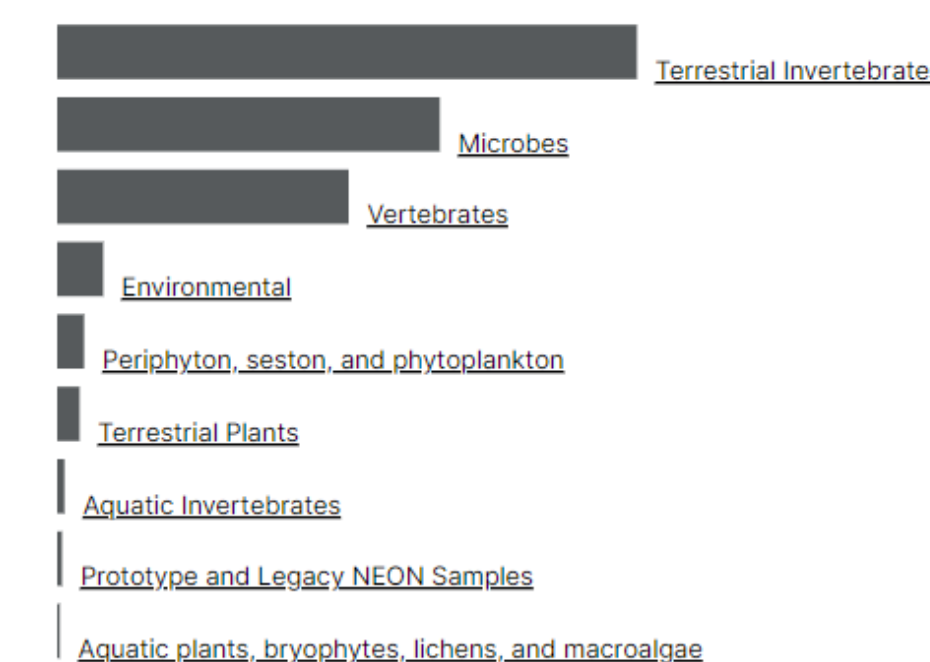 Terrestrial Invertebrate
Microbes
Vertebrates
Environmental
Periphyton, seston, and phytoplankton
Terrestrial Plants
Aquatic Invertebrates
Prototype and Legacy NEON Samples
Aquatic plants, bryophytes, lichens, and macroalgae